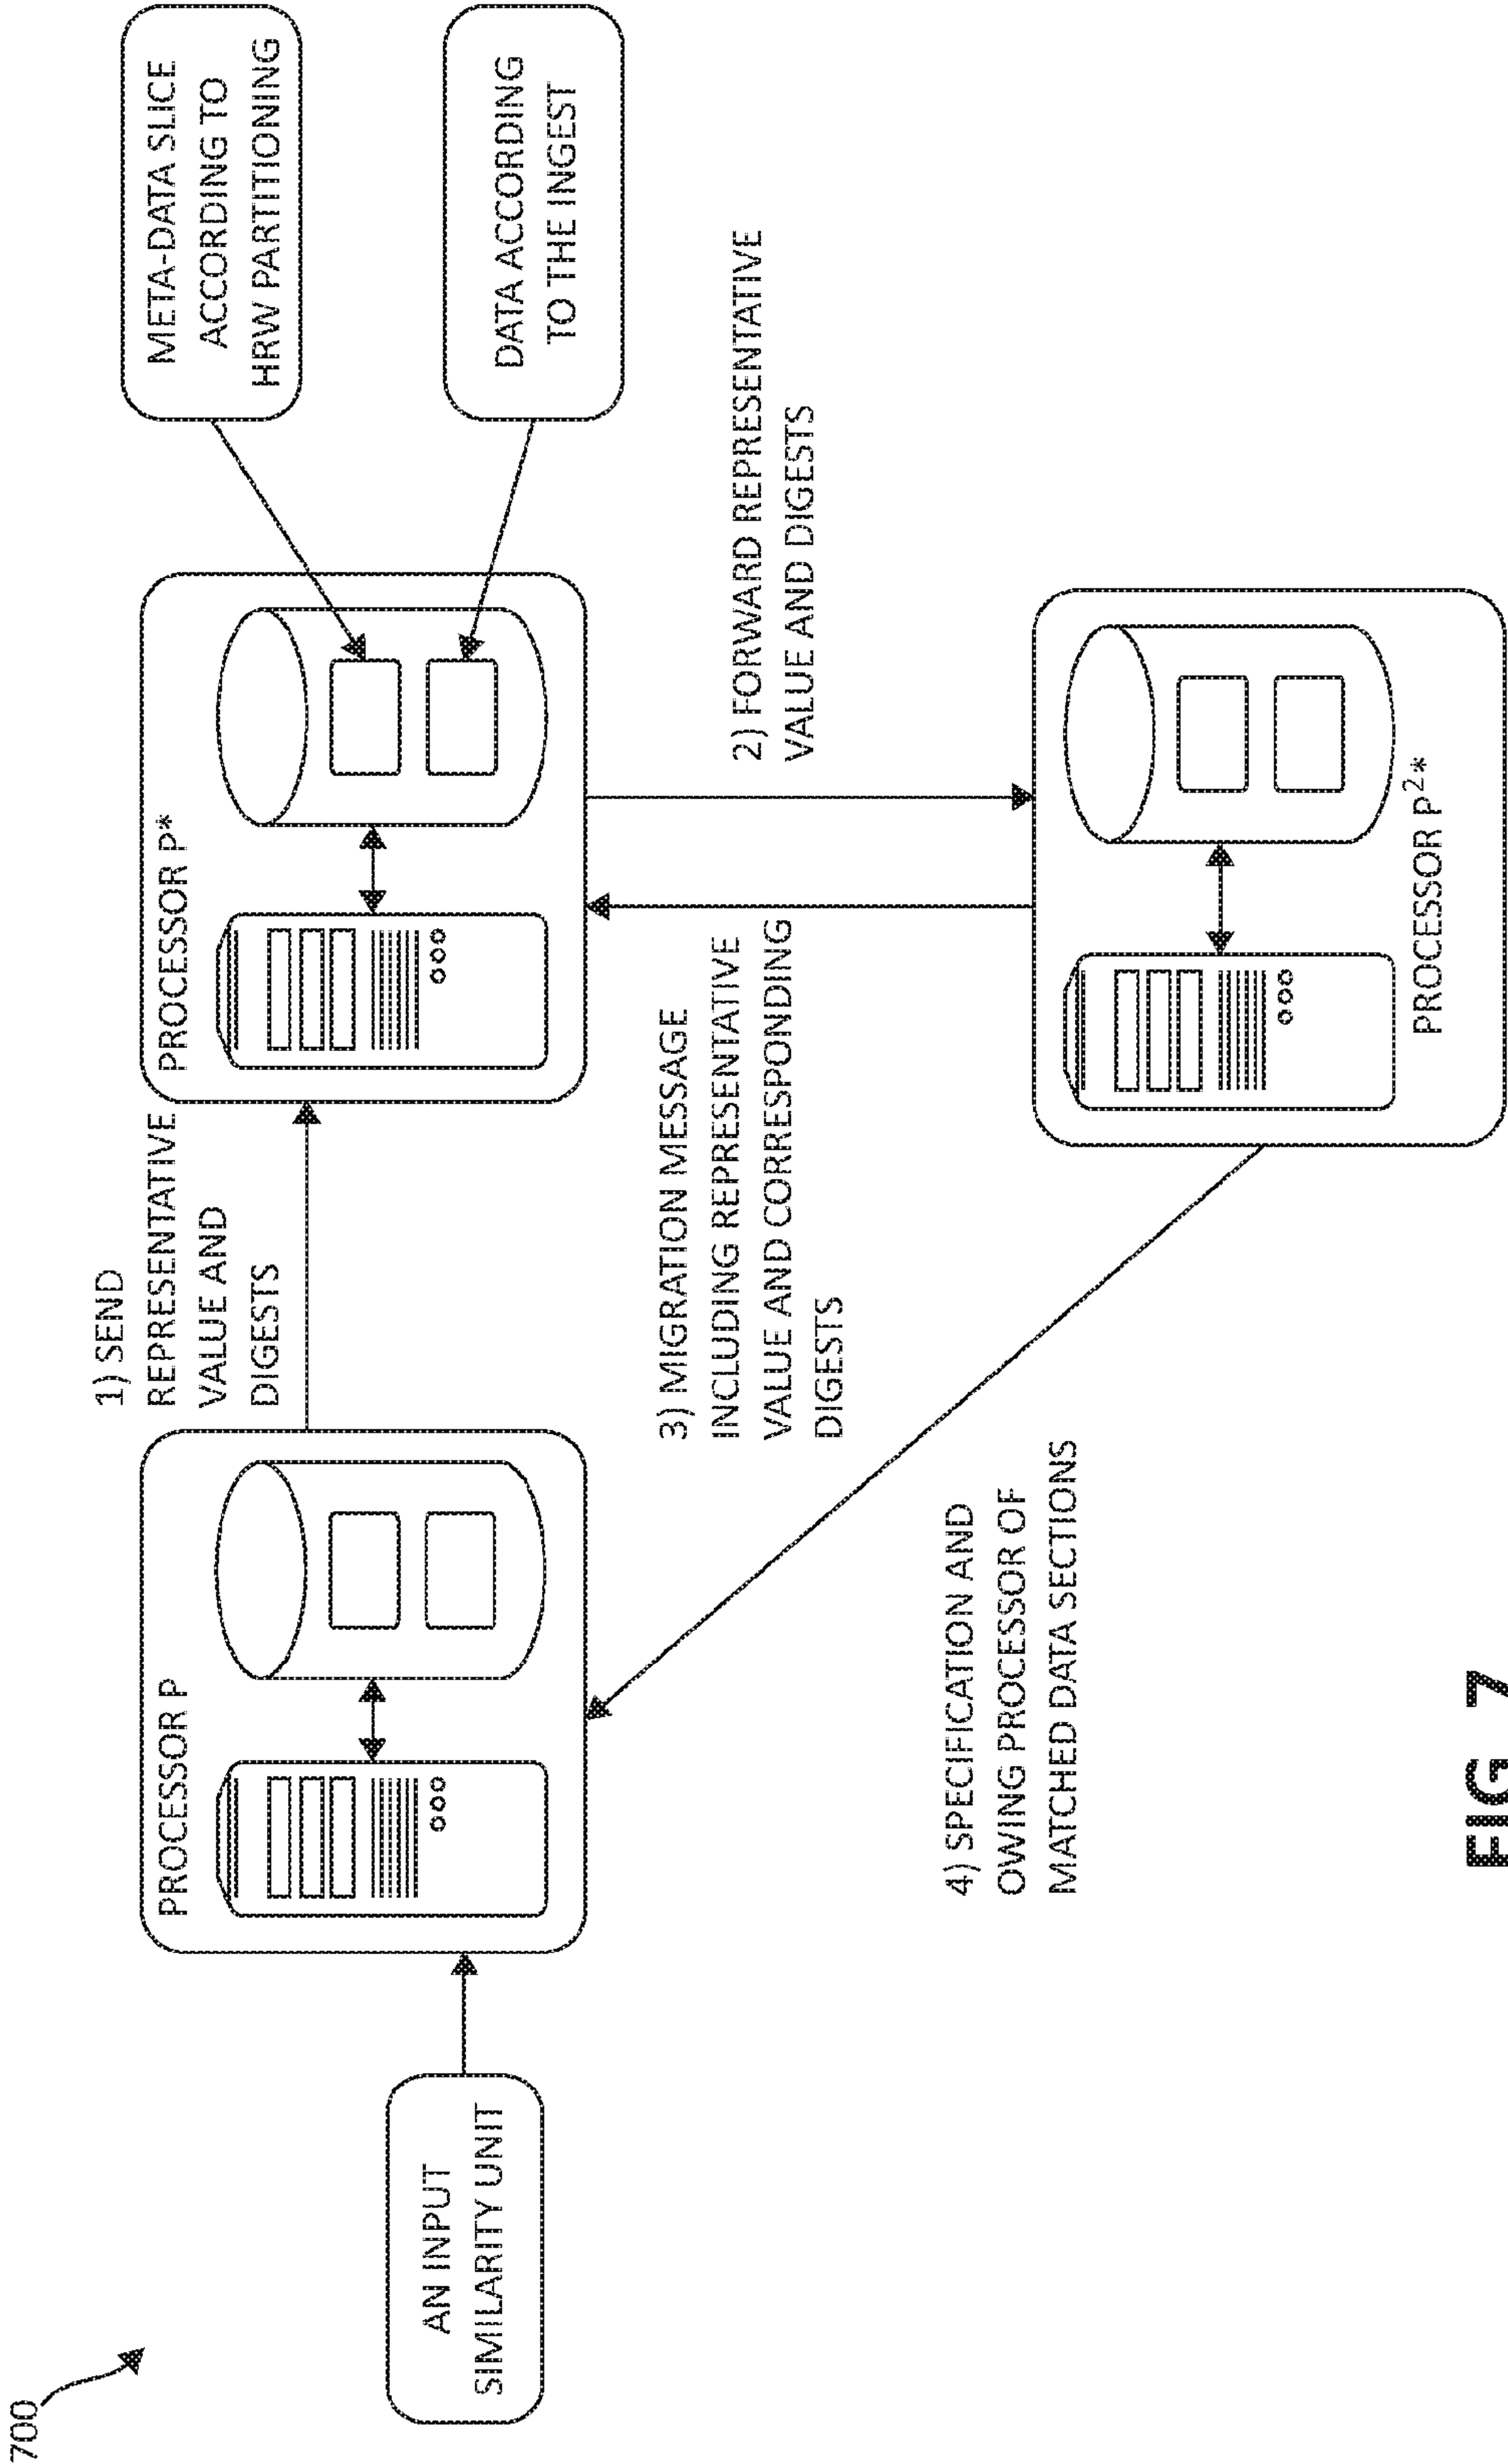 700
AN INPUT
SIMILARITY UNIT
PROCESSOR P
1) SEND
REPRESENTATIVE
VALUE AND
DIGESTS
PROCESSOR P*
META-DATA SLICE
ACCORDING TO
HRW PARTITIONING
DATA ACCORDING
TO THE INGEST
2) FORWARD REPRESENTATIVE
VALUE AND DIGESTS
3) MIGRATION MESSAGE
INCLUDING REPRESENTATIVE
VALUE AND CORRESPONDING
DIGESTS
4) SPECIFICATION AND
OWING PROCESSOR OF
MATCHED DATA SECTIONS
PROCESSOR P²*
FIG 7